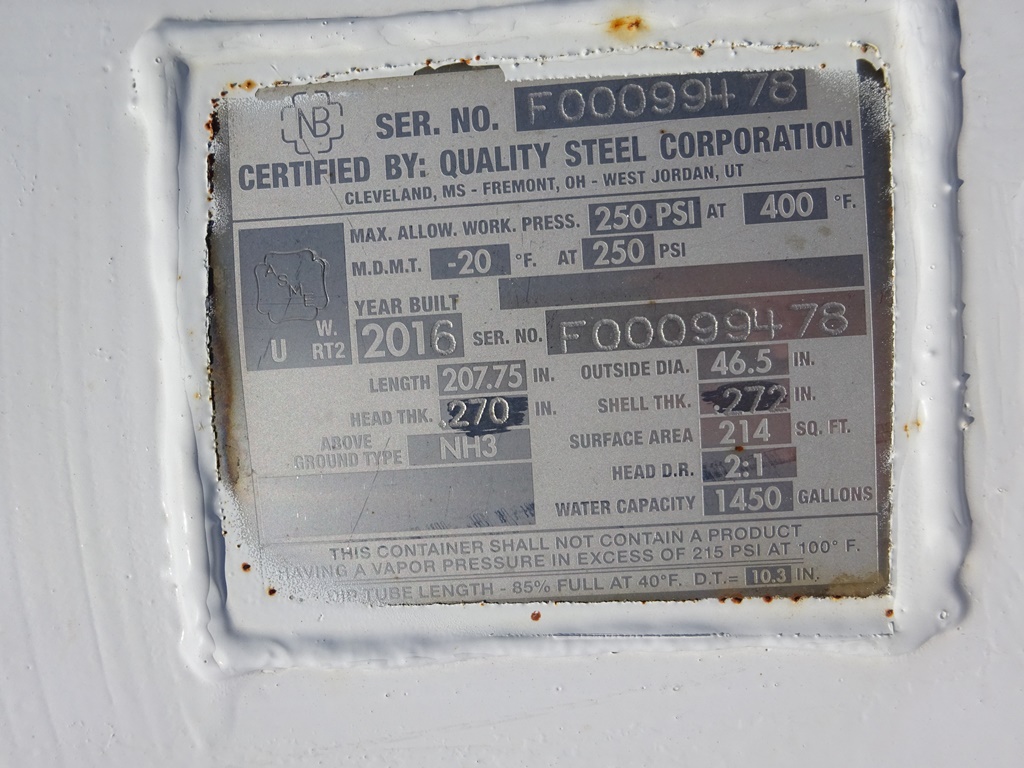 NB SER. NO. F00099478
CERTIFIED BY: QUALITY STEEL CORPORATION
CLEVELAND, MS - FREMONT, OH - WEST JORDAN, UT
MAX. ALLOW. WORK. PRESS. 250 PSI AT 400 °F.
M.D.M.T. -20 °F. AT 250 PSI
ASME
U W. RT2
YEAR BUILT
2016 SER. NO. F00099478
LENGTH 207.75 IN. OUTSIDE DIA. 46.5 IN.
HEAD THK. .270 IN. SHELL THK. .272 IN.
ABOVE GROUND TYPE NH3 SURFACE AREA 214 SQ. FT.
HEAD D.R. 2:1
WATER CAPACITY 1450 GALLONS
THIS CONTAINER SHALL NOT CONTAIN A PRODUCT
HAVING A VAPOR PRESSURE IN EXCESS OF 215 PSI AT 100° F.
DIP TUBE LENGTH - 85% FULL AT 40°F. D.T.= 10.3 IN.